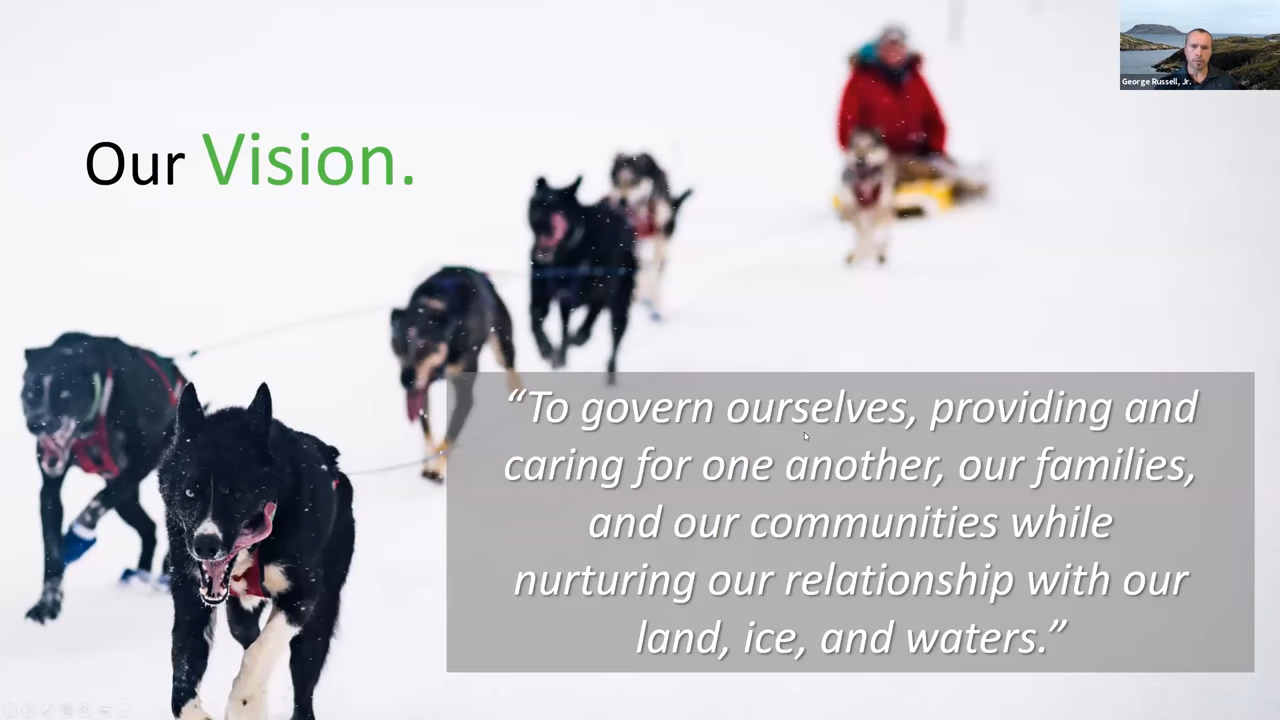 George Russell, Jr.
Our Vision.
“To govern ourselves, providing and
caring for one another, our families,
and our communities while
nurturing our relationship with our
land, ice, and waters.”